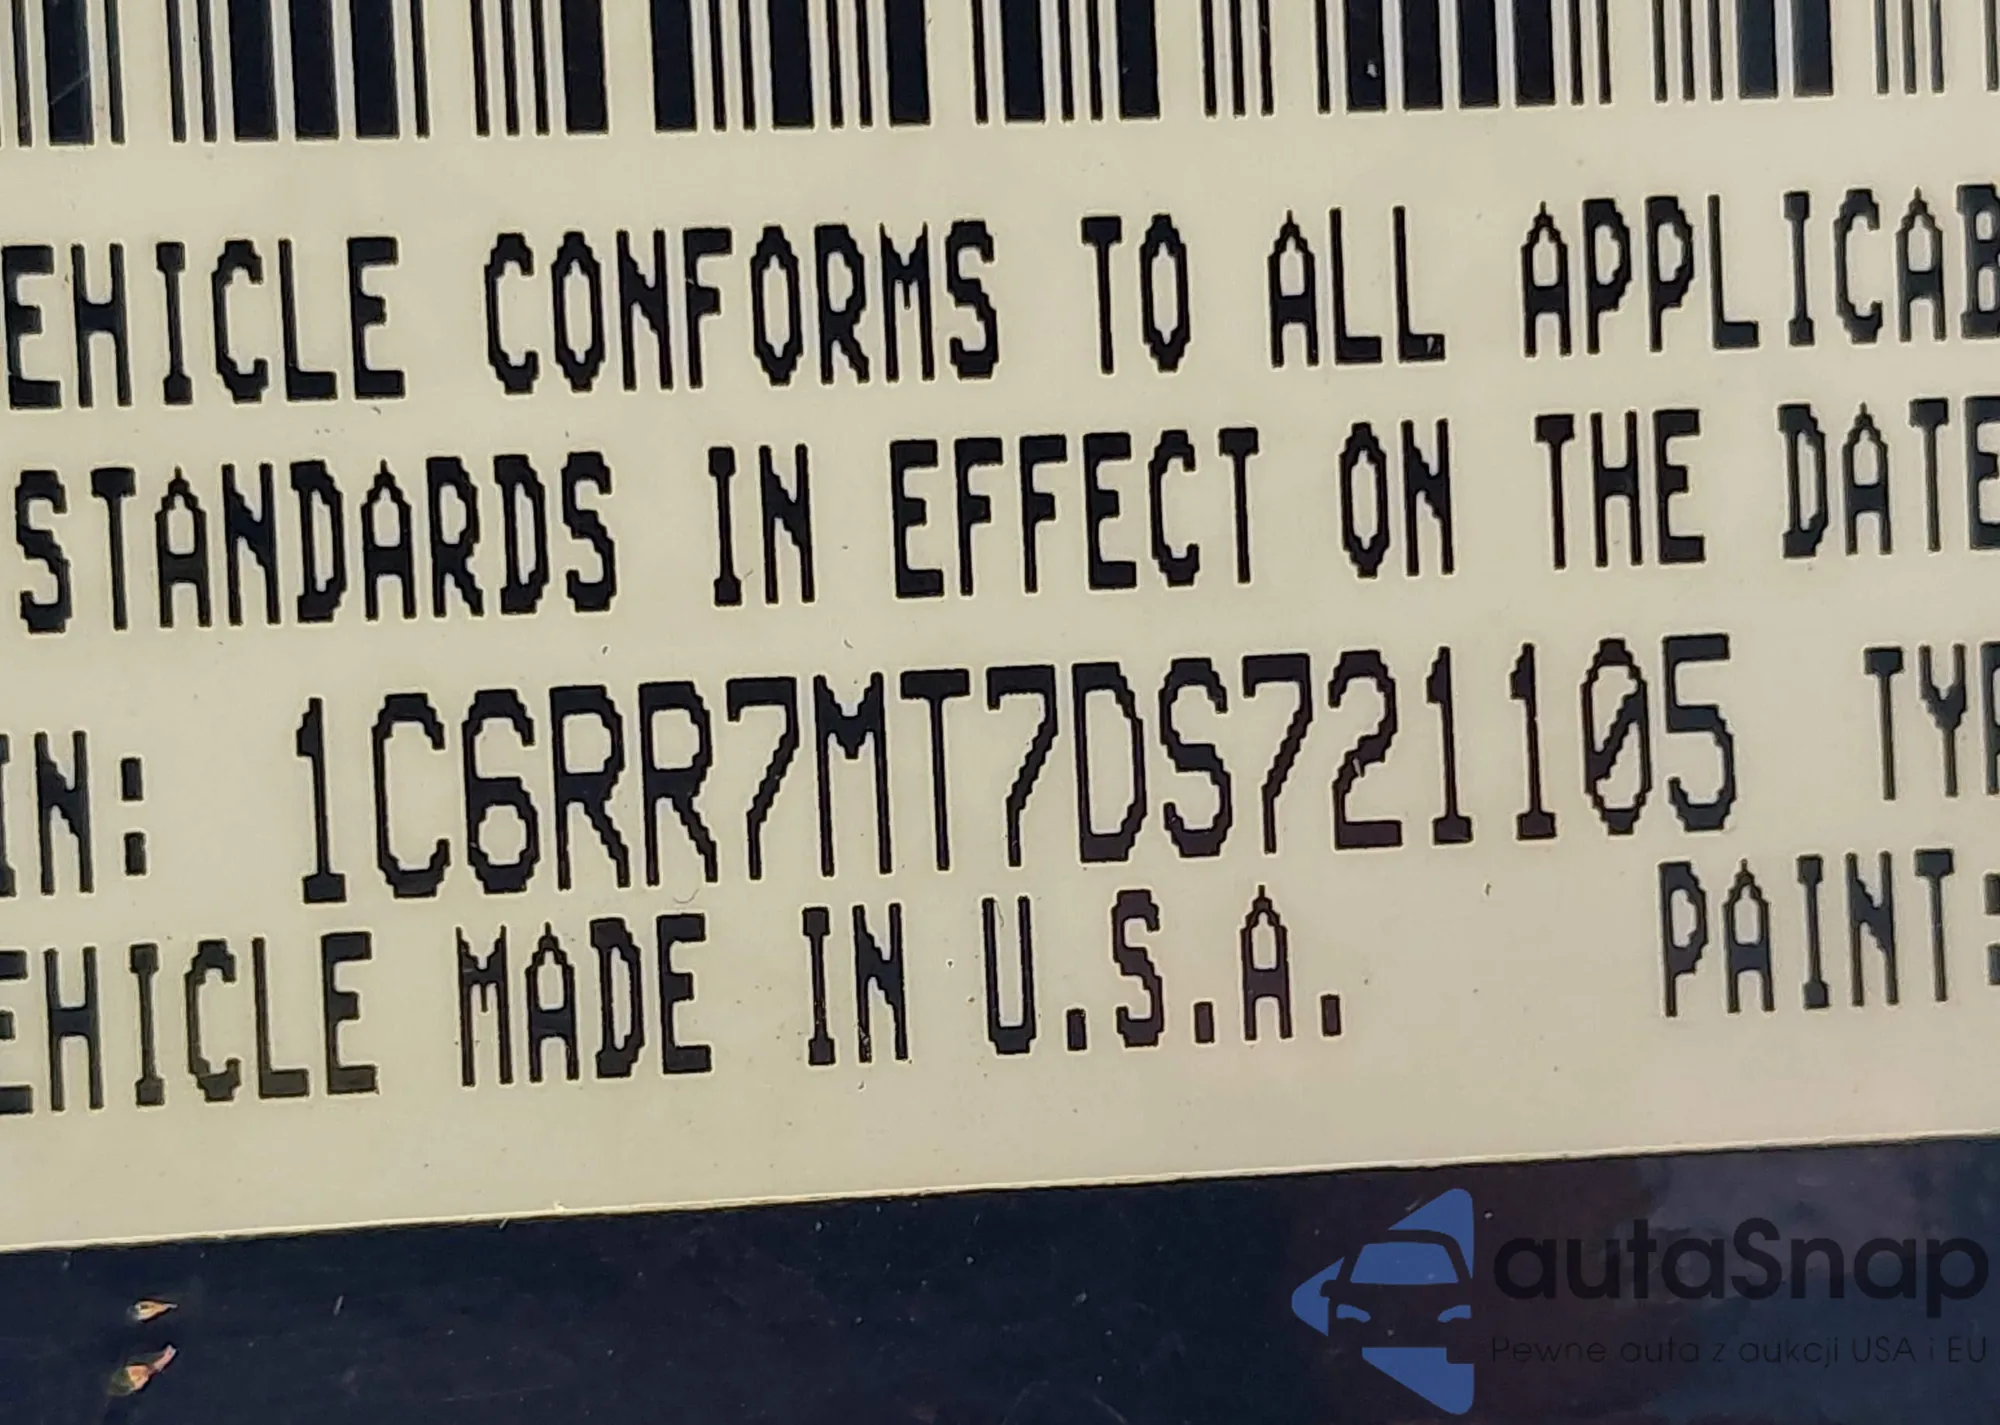 EHICLE CONFORMS TO ALL APPLICAB
STANDARDS IN EFFECT ON THE DATE
IN: 1C6RR7MT7DS721105 TYP
EHICLE MADE IN U.S.A. PAINT:
autaSnap
Pewne auta z aukcji USA i EU